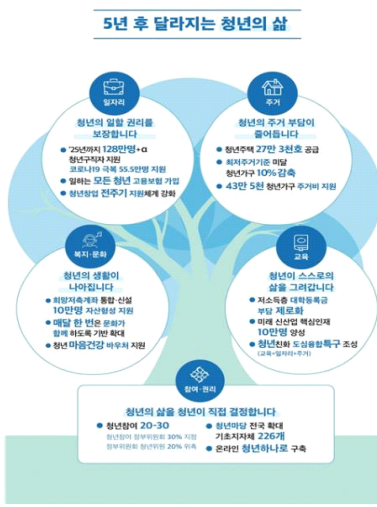 5년 후 달라지는 청년의 삶
일자리
청년의 일할 권리를
보장합니다
'25년까지 128만명+α
청년구직자 지원
코로나19 극복 55.5만명 지원
일하는 모든 청년 고용보험 가입
청년창업 전주기 지원체계 강화
주거
청년의 주거 부담이
줄어듭니다
청년주택 27만 3천호 공급
최저주거기준 미달
청년가구 10% 감축
43만 5천 청년가구 주거비 지원
복지·문화
청년의 생활이
나아집니다
희망저축계좌 통합·신설
10만명 자산형성 지원
매달 한 번은 문화가
함께 하도록 기반 확대
청년 마음건강 바우처 지원
교육
청년이 스스로의
삶을 그려갑니다
저소득층 대학등록금
부담 제로화
미래 신산업 핵심인재
10만명 양성
청년친화 도심융합특구 조성
(교육+일자리+주거)
참여·권리
청년의 삶을 청년이 직접 결정합니다
청년참여 20-30
청년참여 정부위원회 30% 지정
정부위원회 청년위원 20% 위촉
청년마당 전국 확대
기초지자체 226개
온라인 청년하나로 구축